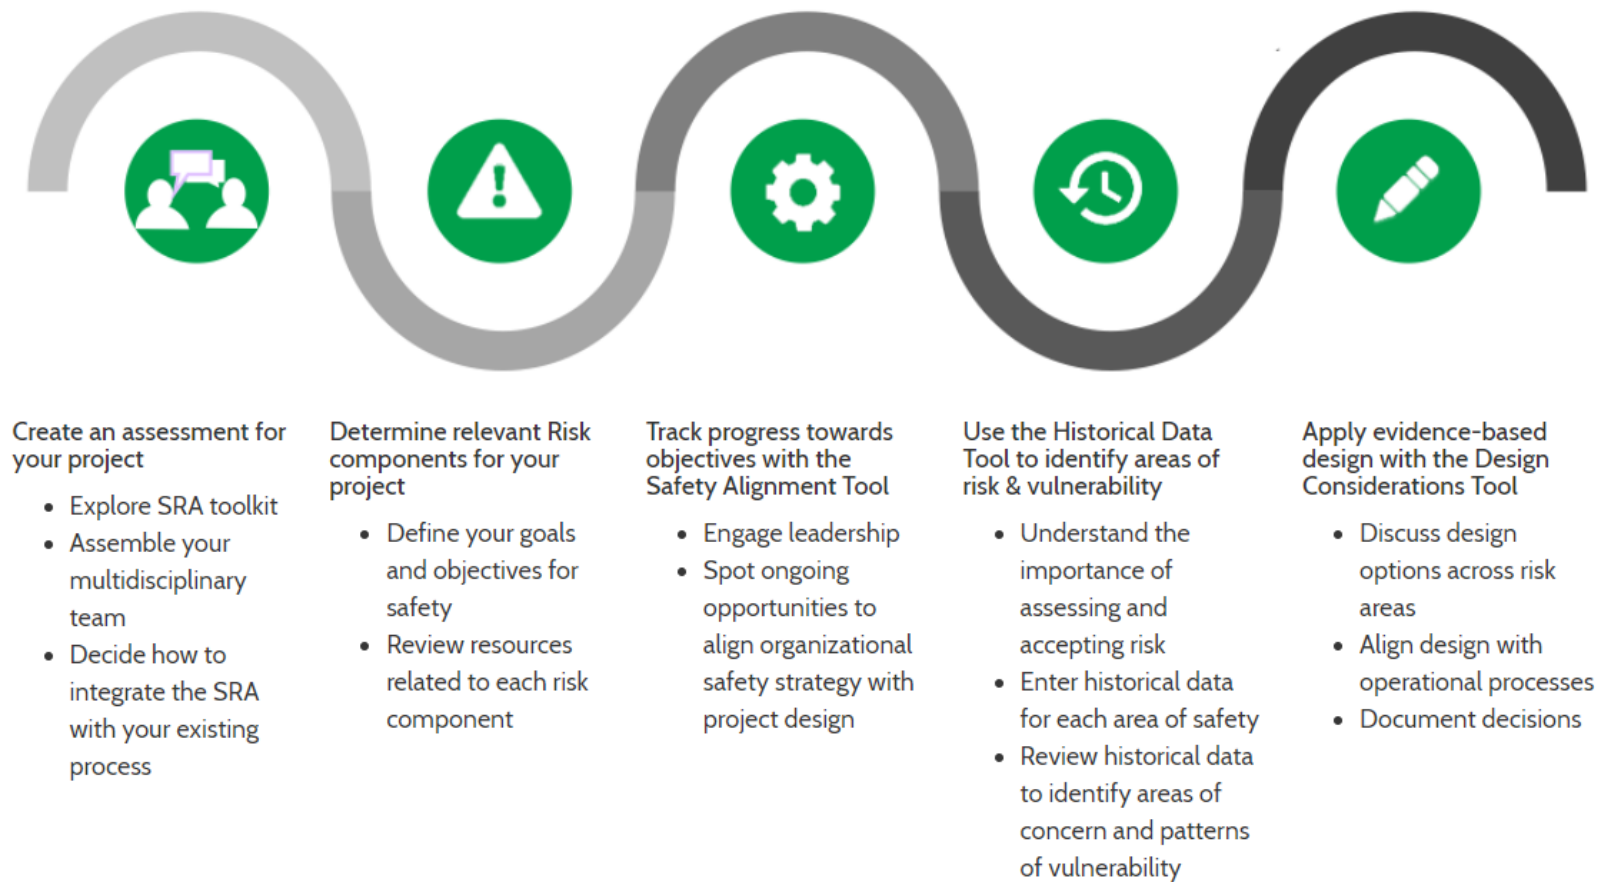 Create an assessment for
your project
• Explore SRA toolkit
• Assemble your
multidisciplinary
team
• Decide how to
integrate the SRA
with your existing
process
Determine relevant Risk
components for your
project
• Define your goals
and objectives for
safety
• Review resources
related to each risk
component
Track progress towards
objectives with the
Safety Alignment Tool
• Engage leadership
• Spot ongoing
opportunities to
align organizational
safety strategy with
project design
Use the Historical Data
Tool to identify areas of
risk & vulnerability
• Understand the
importance of
assessing and
accepting risk
• Enter historical data
for each area of safety
• Review historical data
to identify areas of
concern and patterns
of vulnerability
Apply evidence-based
design with the Design
Considerations Tool
• Discuss design
options across risk
areas
• Align design with
operational processes
• Document decisions